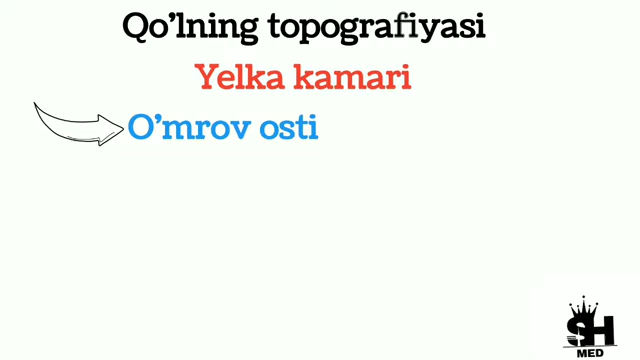 Qo’lning topografiyasi
Yelka kamari
O’mrov osti
SH
MED